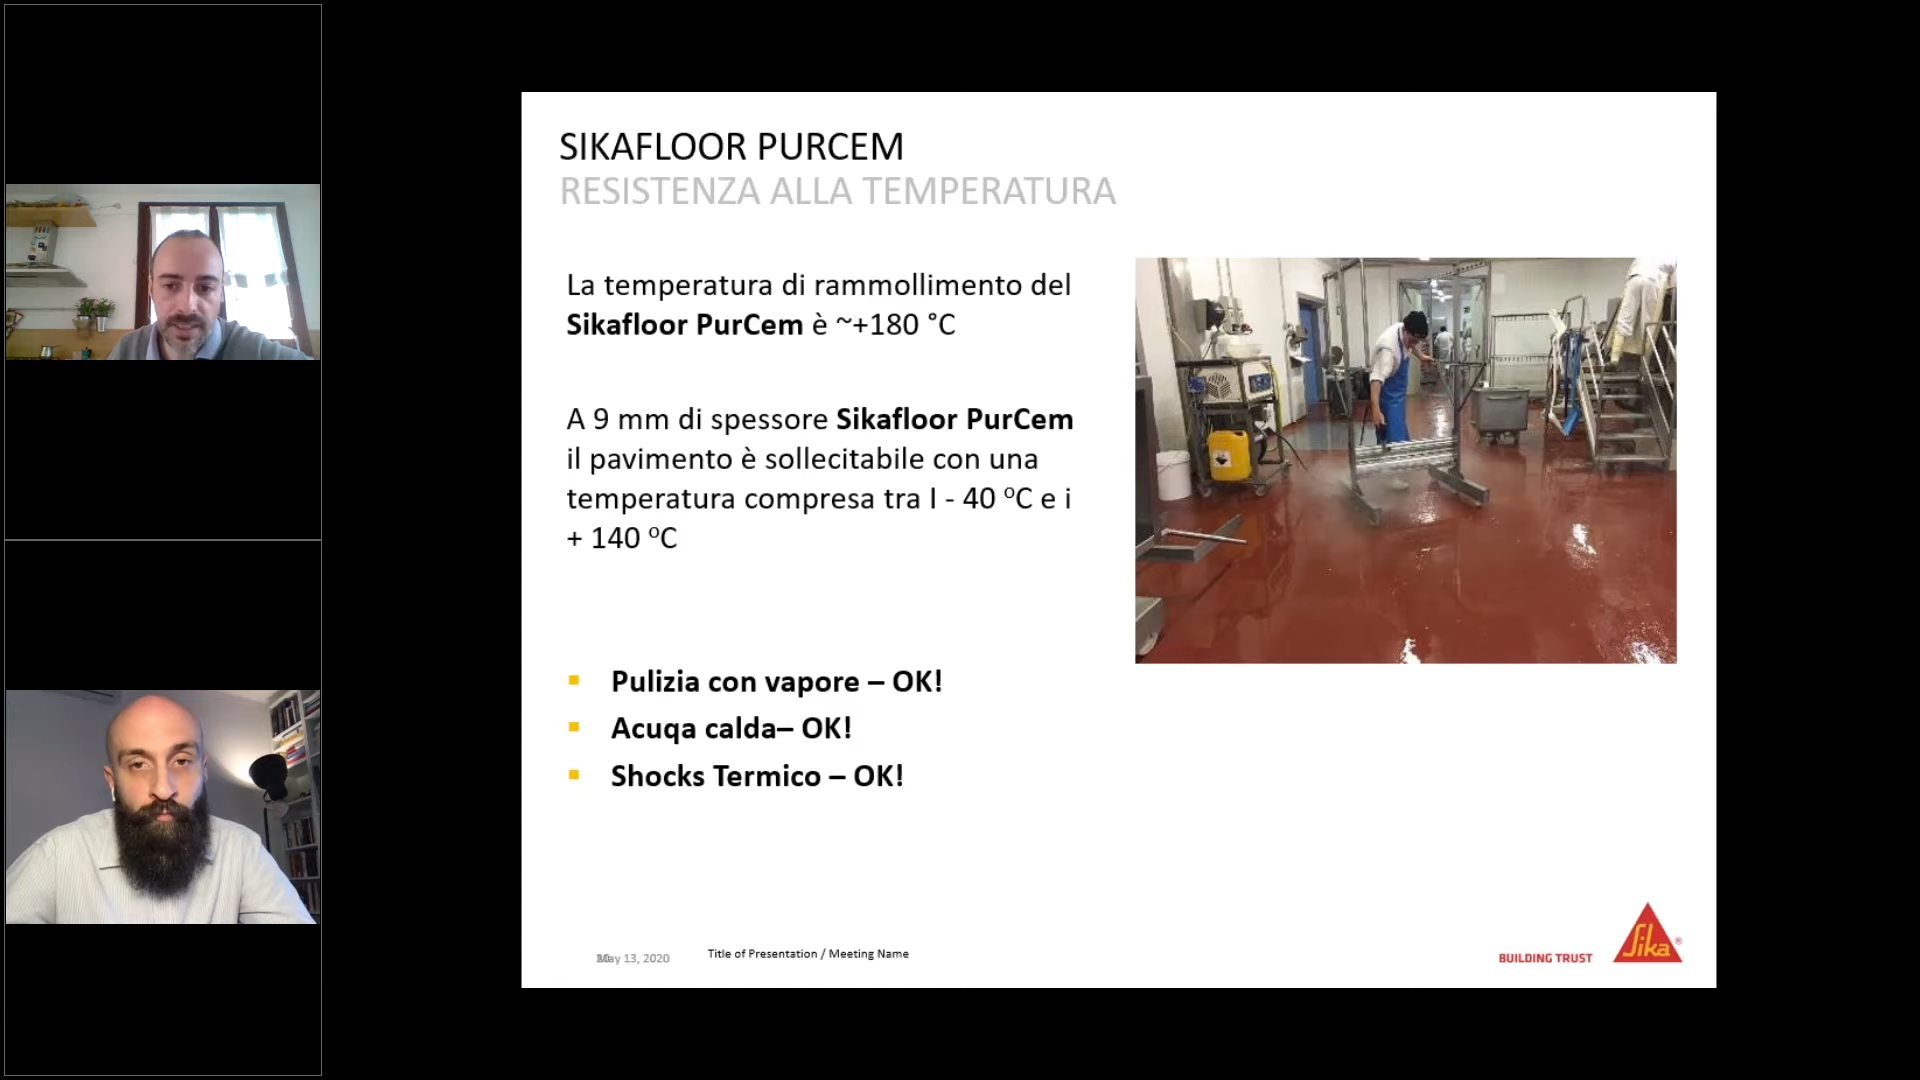 SIKAFLOOR PURCEM
RESISTENZA ALLA TEMPERATURA
La temperatura di rammollimento del
Sikafloor PurCem è ~+180 °C
A 9 mm di spessore Sikafloor PurCem
il pavimento è sollecitabile con una
temperatura compresa tra I - 40 ºC e i
+ 140 ºC
Pulizia con vapore – OK!
Acuqa calda– OK!
Shocks Termico – OK!
May 13, 2020
Title of Presentation / Meeting Name
BUILDING TRUST
Sika®